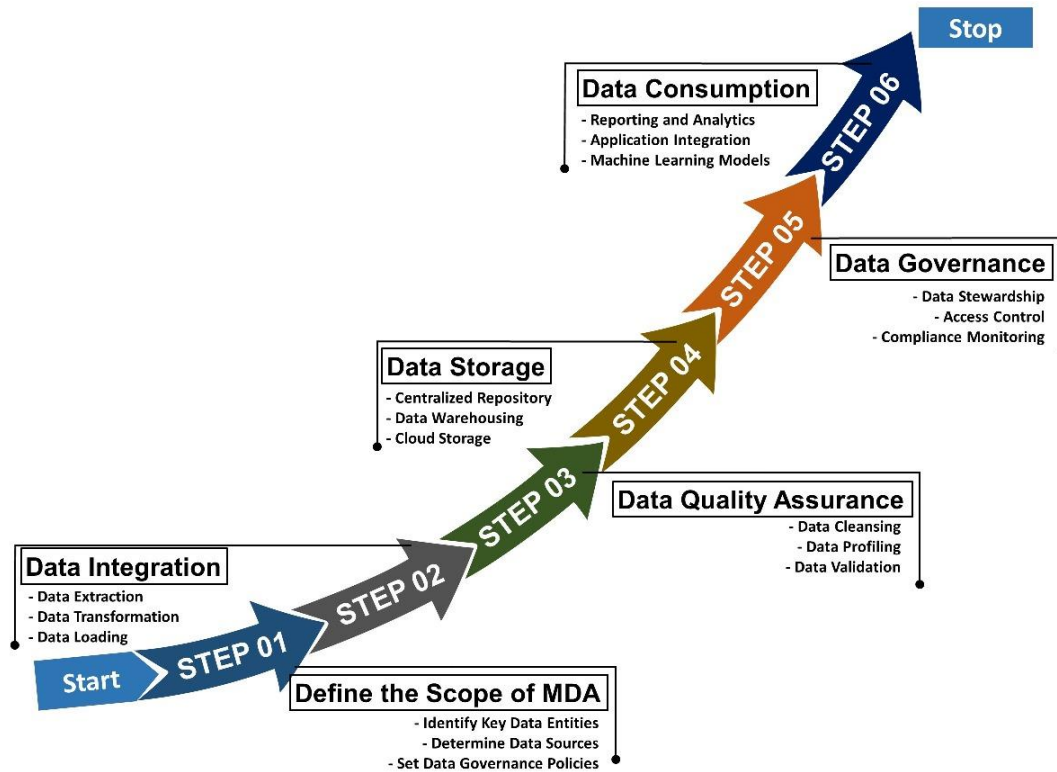 Stop
Data Consumption
- Reporting and Analytics
- Application Integration
- Machine Learning Models
STEP 06
STEP 05
Data Governance
- Data Stewardship
- Access Control
- Compliance Monitoring
Data Storage
- Centralized Repository
- Data Warehousing
- Cloud Storage
STEP 04
STEP 03
Data Quality Assurance
- Data Cleansing
- Data Profiling
- Data Validation
Data Integration
- Data Extraction
- Data Transformation
- Data Loading
STEP 02
STEP 01
Start
Define the Scope of MDA
- Identify Key Data Entities
- Determine Data Sources
- Set Data Governance Policies